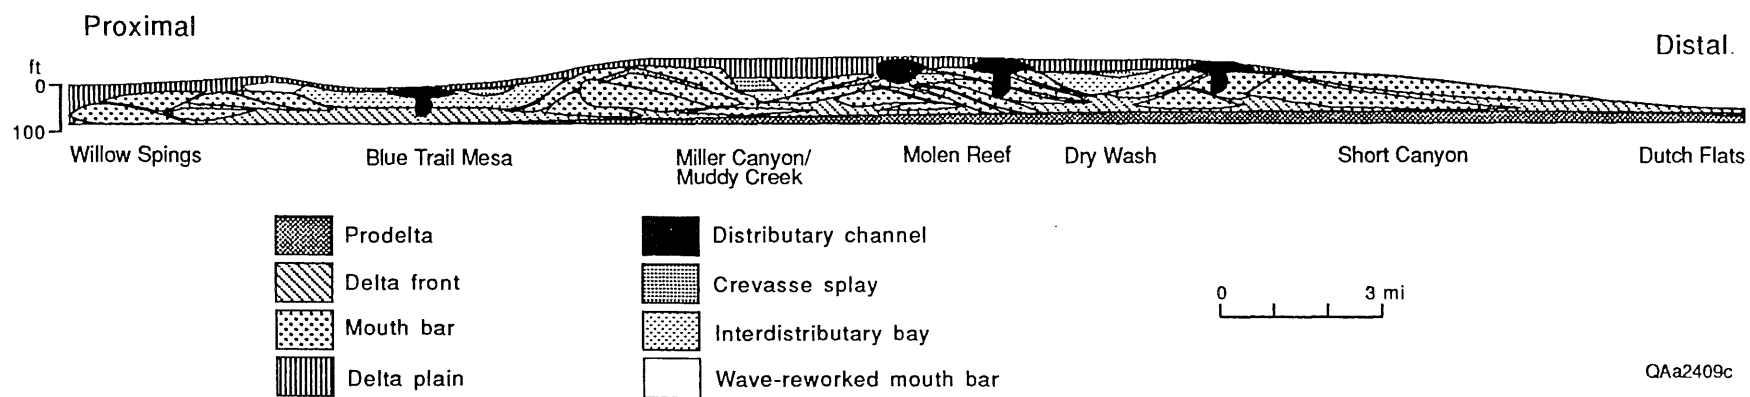 Proximal
Distal.
ft
0
100
Willow Spings
Blue Trail Mesa
Miller Canyon/
Muddy Creek
Molen Reef
Dry Wash
Short Canyon
Dutch Flats
Prodelta
Delta front
Mouth bar
Delta plain
Distributary channel
Crevasse splay
Interdistributary bay
Wave-reworked mouth bar
0 3 mi
QAa2409c